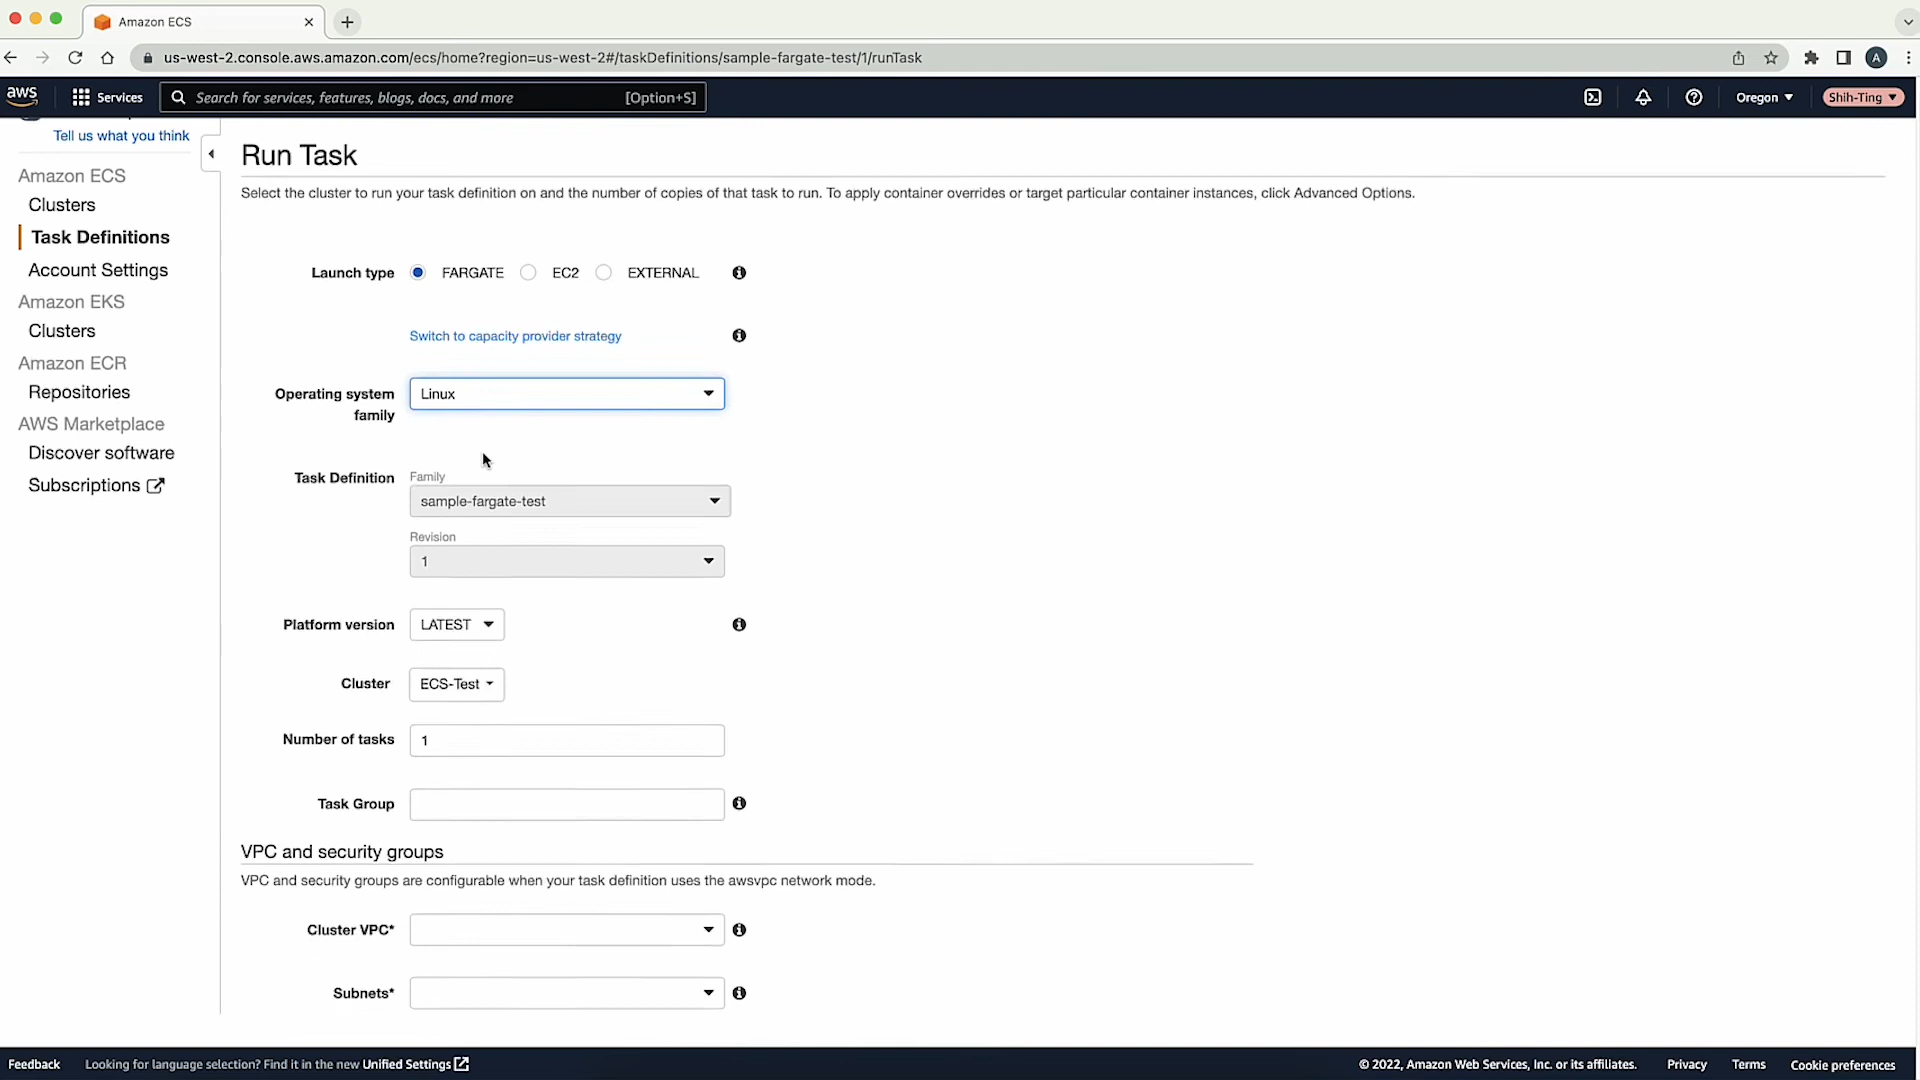 Amazon ECS
us-west-2.console.aws.amazon.com/ecs/home?region=us-west-2#/taskDefinitions/sample-fargate-test/1/runTask
A
aws
Services
Search for services, features, blogs, docs, and more
[Option+S]
Oregon
Shih-Ting
Tell us what you think
Amazon ECS
Clusters
Task Definitions
Account Settings
Amazon EKS
Clusters
Amazon ECR
Repositories
AWS Marketplace
Discover software
Subscriptions
Run Task
Select the cluster to run your task definition on and the number of copies of that task to run. To apply container overrides or target particular container instances, click Advanced Options.
Launch type
FARGATE
EC2
EXTERNAL
Switch to capacity provider strategy
Operating system family
Linux
Task Definition
Family
sample-fargate-test
Revision
1
Platform version
LATEST
Cluster
ECS-Test
Number of tasks
1
Task Group
VPC and security groups
VPC and security groups are configurable when your task definition uses the awsvpc network mode.
Cluster VPC*
Subnets*
Feedback
Looking for language selection? Find it in the new Unified Settings
© 2022, Amazon Web Services, Inc. or its affiliates.
Privacy
Terms
Cookie preferences